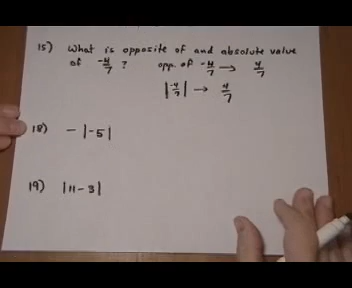 15) What is opposite of and absolute value
of -4/7 ? opp. of -4/7 → 4/7
|-4/7| → 4/7
18) - |-5|
19) |11 - 3|